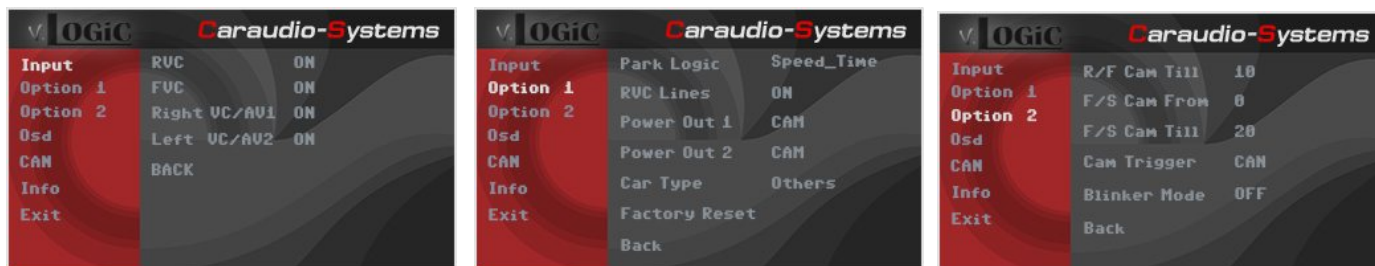 v.LOGiC Caraudio-Systems
Input RVC ON
Option 1 FVC ON
Option 2 Right VC/AV1 ON
Osd Left VC/AV2 ON
CAN BACK
Info
Exit
v.LOGiC Caraudio-Systems
Input Park Logic Speed_Time
Option 1 RVC Lines ON
Option 2 Power Out 1 CAM
Osd Power Out 2 CAM
CAN Car Type Others
Info Factory Reset
Exit Back
v.LOGiC Caraudio-Systems
Input R/F Cam Till 10
Option 1 F/S Cam From 0
Option 2 F/S Cam Till 20
Osd Cam Trigger CAN
CAN Blinker Mode OFF
Info Back
Exit